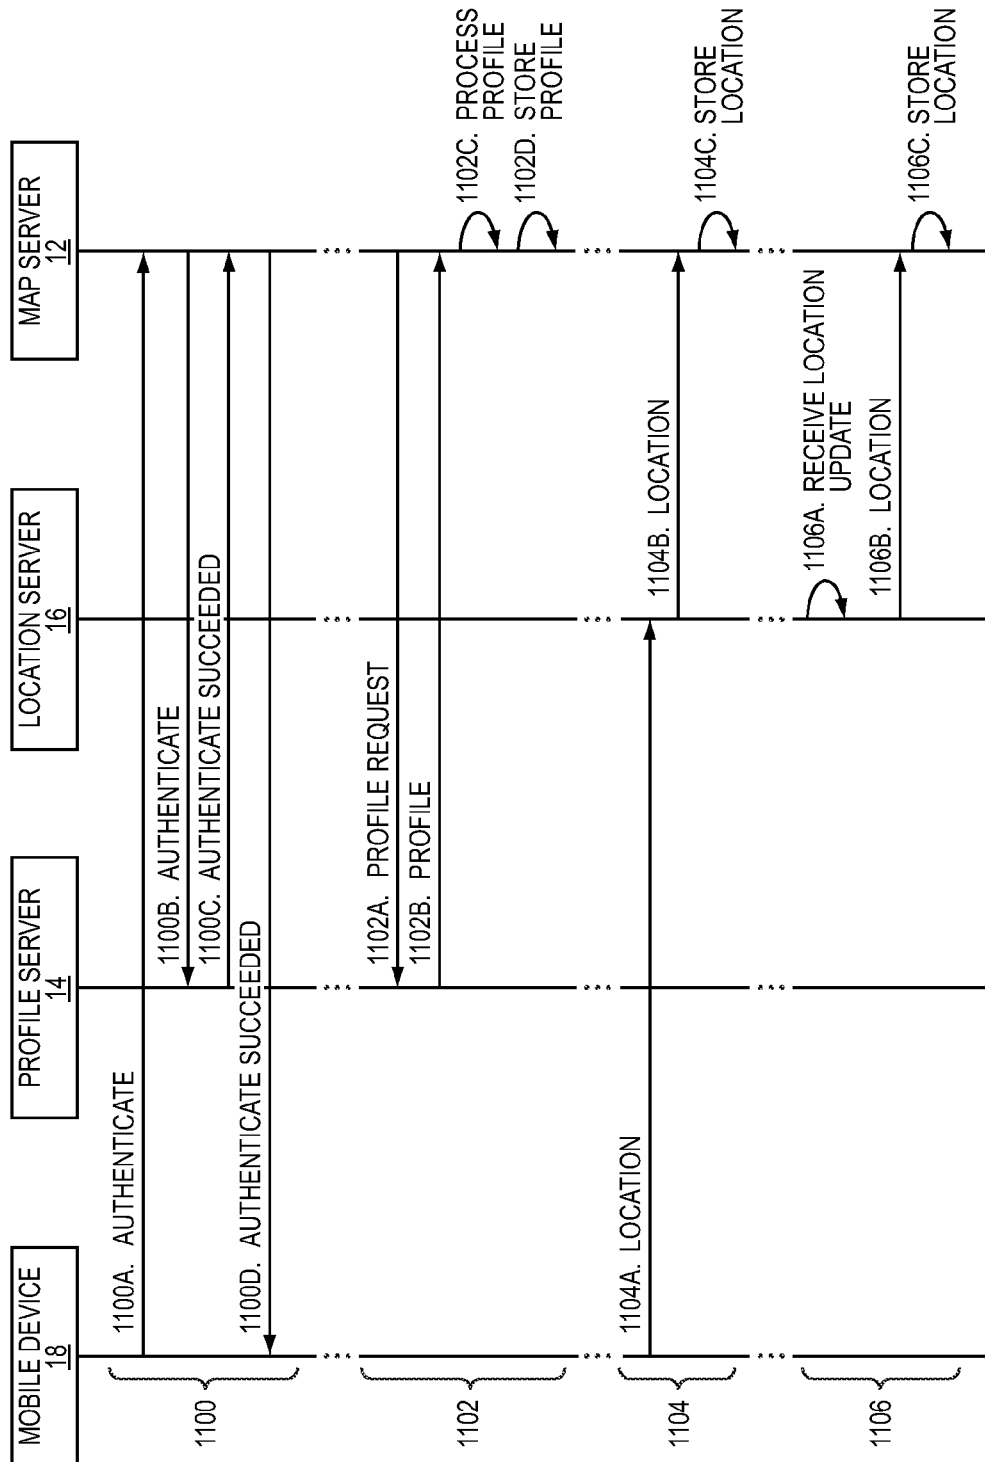 MOBILE DEVICE
18
PROFILE SERVER
14
LOCATION SERVER
16
MAP SERVER
12
1100
1100A. AUTHENTICATE
1100B. AUTHENTICATE
1100C. AUTHENTICATE SUCCEEDED
1100D. AUTHENTICATE SUCCEEDED
1102
1102A. PROFILE REQUEST
1102B. PROFILE
1102C. PROCESS
PROFILE
1102D. STORE
PROFILE
1104
1104A. LOCATION
1104B. LOCATION
1104C. STORE
LOCATION
1106
1106A. RECEIVE LOCATION
UPDATE
1106B. LOCATION
1106C. STORE
LOCATION